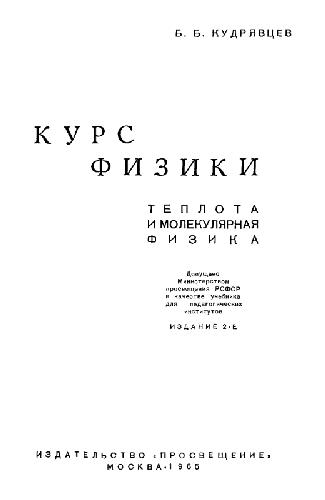 Б. Б. КУДРЯВЦЕВ
КУРС
ФИЗИКИ
ТЕПЛОТА
И МОЛЕКУЛЯРНАЯ
ФИЗИКА
Допущено
Министерством
просвещения РСФСР
в качестве учебника
для педагогических
институтов
ИЗДАНИЕ 2-Е
ИЗДАТЕЛЬСТВО «ПРОСВЕЩЕНИЕ»
МОСКВА-1965